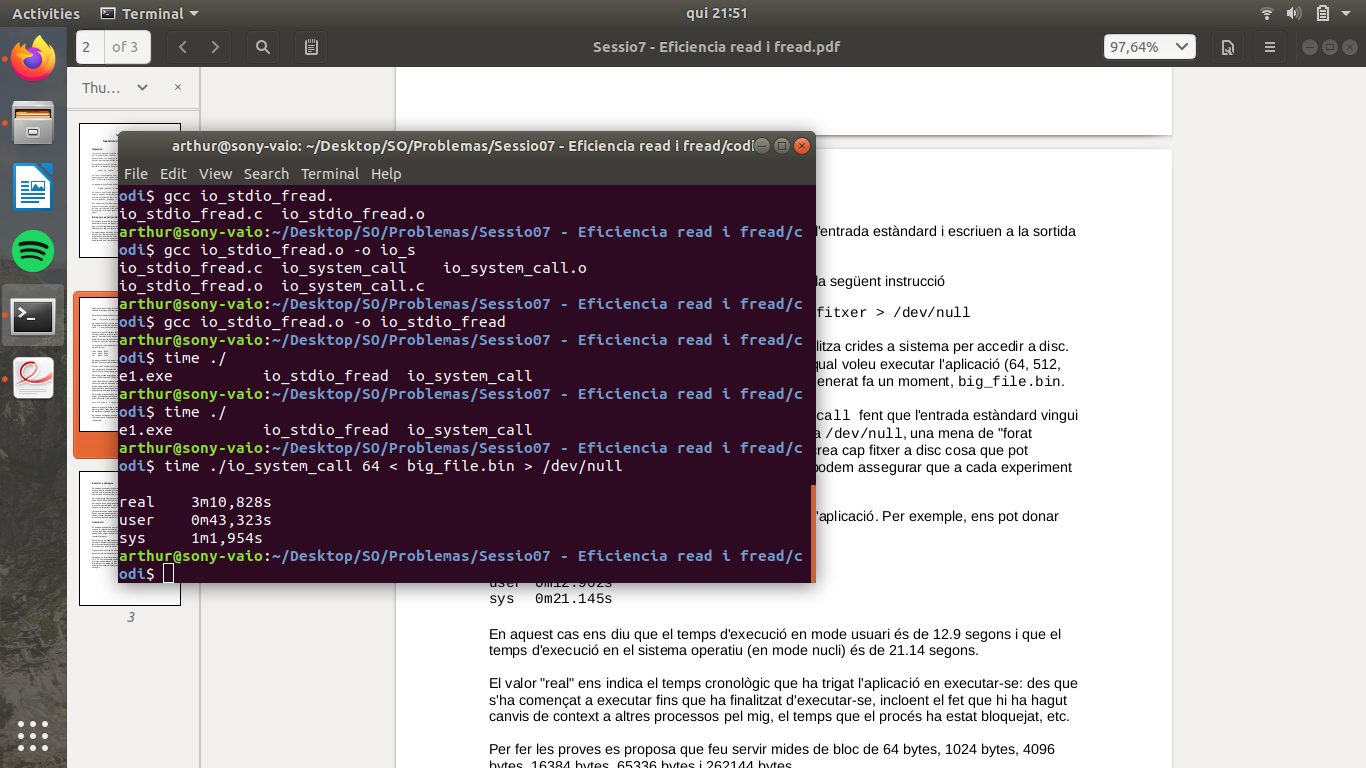 Activities
Terminal
qui 21:51
2
of 3
Sessio7 - Eficiencia read i fread.pdf
97,64%
Thu…
arthur@sony-vaio: ~/Desktop/SO/Problemas/Sessio07 - Eficiencia read i fread/codi
File Edit View Search Terminal Help
odi$ gcc io_stdio_fread.
io_stdio_fread.c io_stdio_fread.o
arthur@sony-vaio:~/Desktop/SO/Problemas/Sessio07 - Eficiencia read i fread/c
odi$ gcc io_stdio_fread.o -o io_s
io_stdio_fread.c io_system_call io_system_call.o
io_stdio_fread.o io_system_call.c
arthur@sony-vaio:~/Desktop/SO/Problemas/Sessio07 - Eficiencia read i fread/c
odi$ gcc io_stdio_fread.o -o io_stdio_fread
arthur@sony-vaio:~/Desktop/SO/Problemas/Sessio07 - Eficiencia read i fread/c
odi$ time ./
e1.exe io_stdio_fread io_system_call
arthur@sony-vaio:~/Desktop/SO/Problemas/Sessio07 - Eficiencia read i fread/c
odi$ time ./
e1.exe io_stdio_fread io_system_call
arthur@sony-vaio:~/Desktop/SO/Problemas/Sessio07 - Eficiencia read i fread/c
odi$ time ./io_system_call 64 < big_file.bin > /dev/null
real 3m10,828s
user 0m43,323s
sys 1m1,954s
arthur@sony-vaio:~/Desktop/SO/Problemas/Sessio07 - Eficiencia read i fread/c
odi$
l'entrada estàndard i escriuen a la sortida
la següent instrucció
fitxer > /dev/null
litza crides a sistema per accedir a disc.
qual voleu executar l'aplicació (64, 512,
enerat fa un moment, big_file.bin.
call fent que l'entrada estàndard vingui
a /dev/null, una mena de "forat
crea cap fitxer a disc cosa que pot
podem assegurar que a cada experiment
'aplicació. Per exemple, ens pot donar
user 0m12.902s
sys 0m21.145s
En aquest cas ens diu que el temps d'execució en mode usuari és de 12.9 segons i que el
temps d'execució en el sistema operatiu (en mode nucli) és de 21.14 segons.
El valor "real" ens indica el temps cronològic que ha trigat l'aplicació en executar-se: des que
s'ha començat a executar fins que ha finalitzat d'executar-se, incloent el fet que hi ha hagut
canvis de context a altres processos pel mig, el temps que el procés ha estat bloquejat, etc.
Per fer les proves es proposa que feu servir mides de bloc de 64 bytes, 1024 bytes, 4096
bytes, 16384 bytes, 65336 bytes i 262144 bytes
3